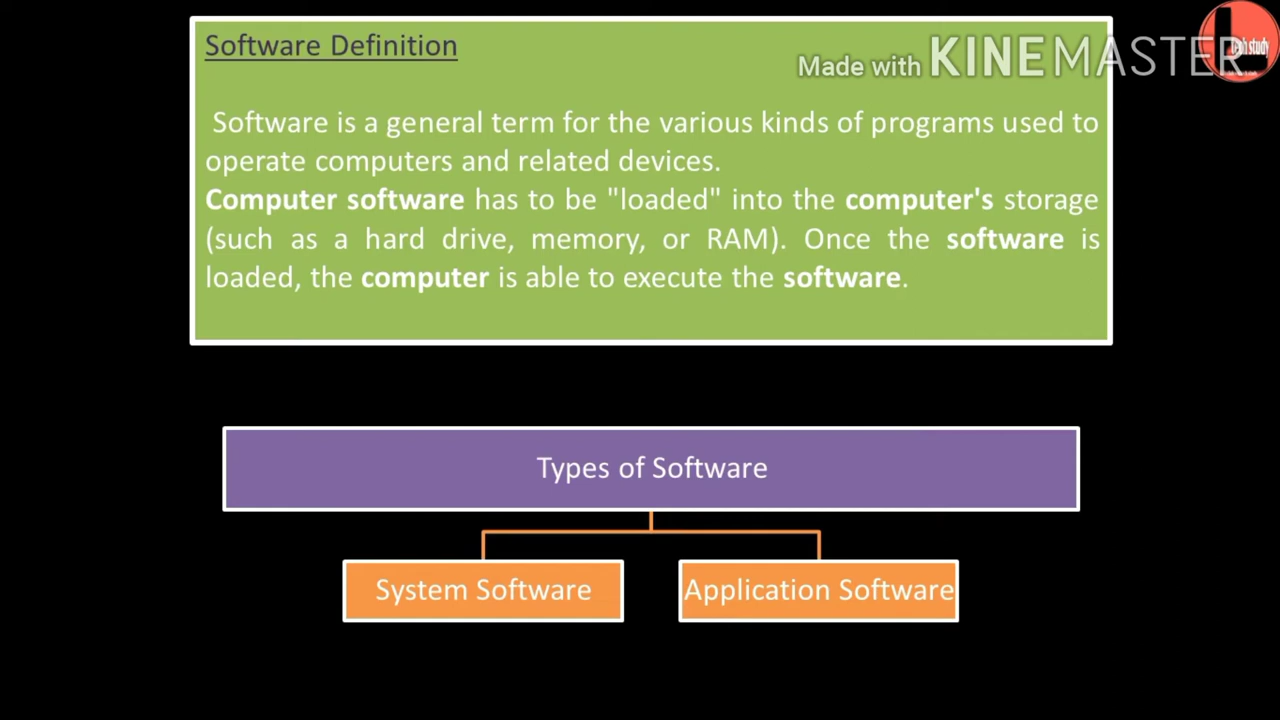 Software Definition
Made with KINEMASTER
Software is a general term for the various kinds of programs used to
operate computers and related devices.
Computer software has to be "loaded" into the computer's storage
(such as a hard drive, memory, or RAM). Once the software is
loaded, the computer is able to execute the software.
Types of Software
System Software
Application Software